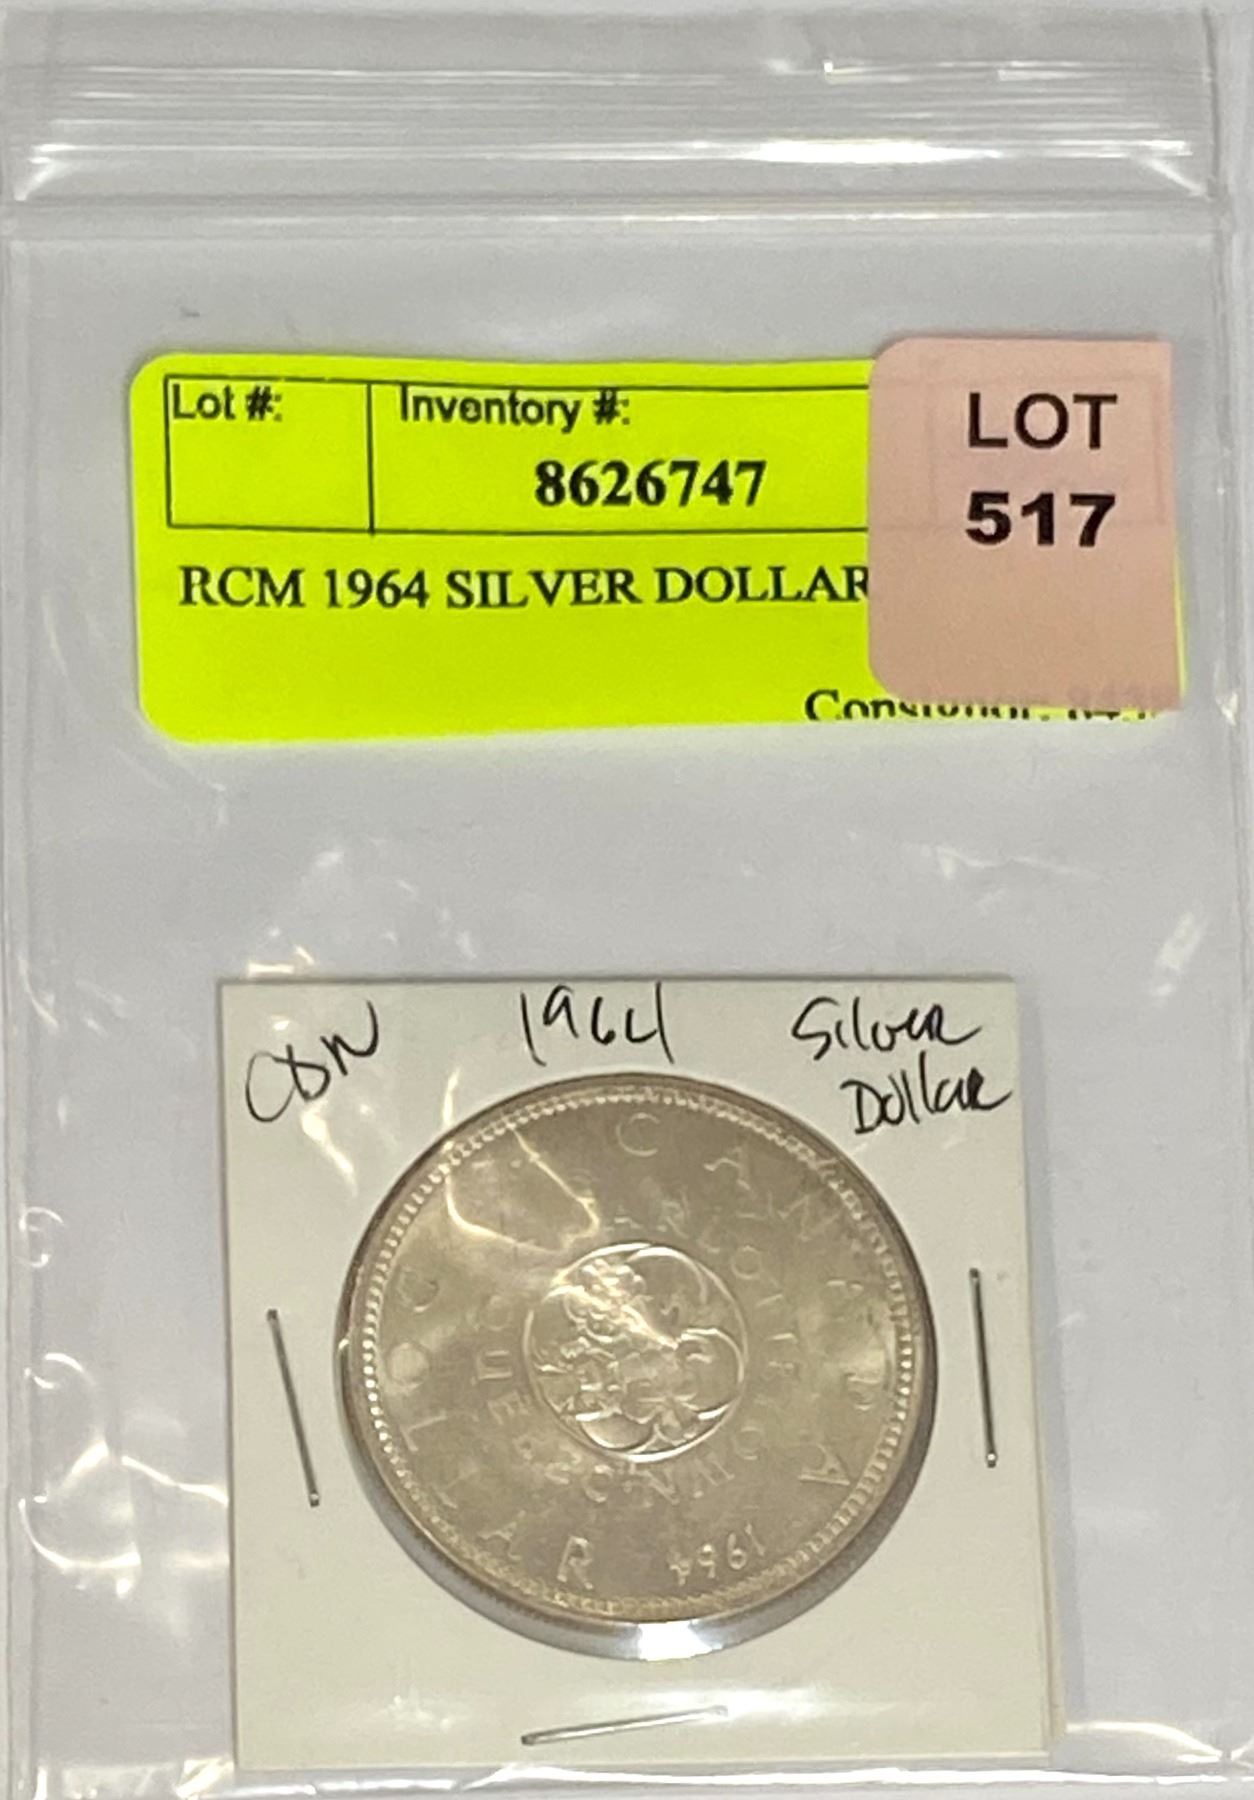 Lot #:
Inventory #:
8626747
LOT
517
RCM 1964 SILVER DOLLAR
CDN
1964
Silver
Dollar
CANADA
DOLLAR
1964
CHARLOTTETOWN
QUEBEC